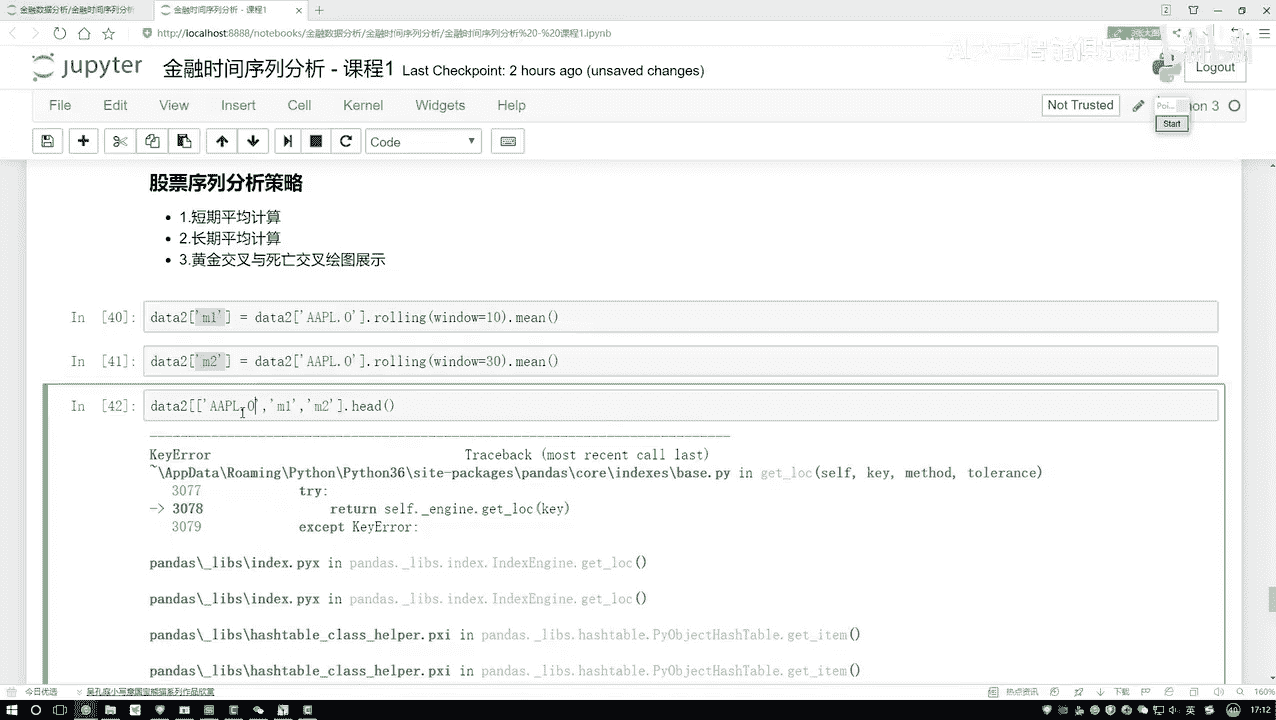 金融数据分析/金融时间序列分析
金融时间序列分析 - 课程1
http://localhost:8888/notebooks/金融数据分析/金融时间序列分析/金融时间序列分析%20-%20课程1.ipynb
jupyter 金融时间序列分析 - 课程1 Last Checkpoint: 2 hours ago (unsaved changes)
Logout
File Edit View Insert Cell Kernel Widgets Help
Not Trusted
Poi...
Start
Code
股票序列分析策略
1.短期平均计算
2.长期平均计算
3.黄金交叉与死亡交叉绘图展示
In [40]: data2['m1'] = data2['AAPL.O'].rolling(window=10).mean()
In [41]: data2['m2'] = data2['AAPL.O'].rolling(window=30).mean()
In [42]: data2[['AAPL.O','m1','m2'].head()
KeyError Traceback (most recent call last)
~\AppData\Roaming\Python\Python36\site-packages\pandas\core\indexes\base.py in get_loc(self, key, method, tolerance)
3077 try:
-> 3078 return self._engine.get_loc(key)
3079 except KeyError:
pandas\_libs\index.pyx in pandas._libs.index.IndexEngine.get_loc()
pandas\_libs\index.pyx in pandas._libs.index.IndexEngine.get_loc()
pandas\_libs\hashtable_class_helper.pxi in pandas._libs.hashtable.PyObjectHashTable.get_item()
pandas\_libs\hashtable_class_helper.pxi in pandas._libs.hashtable.PyObjectHashTable.get_item()
今日优选
热点资讯
下载
160%
英
17:12